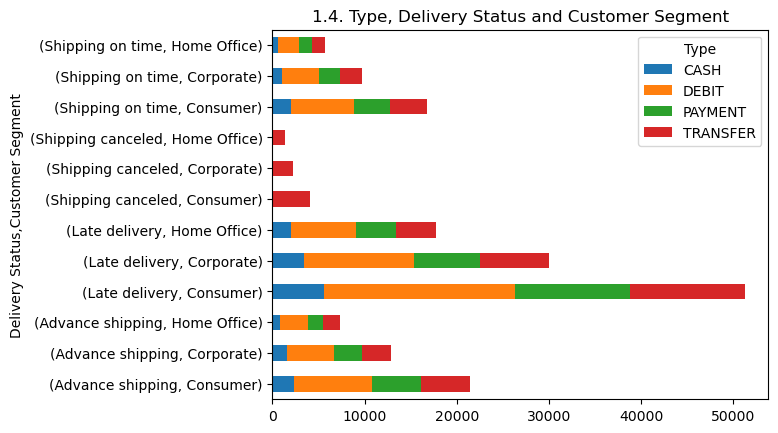 1.4. Type, Delivery Status and Customer Segment
Delivery Status,Customer Segment
(Shipping on time, Home Office)
(Shipping on time, Corporate)
(Shipping on time, Consumer)
(Shipping canceled, Home Office)
(Shipping canceled, Corporate)
(Shipping canceled, Consumer)
(Late delivery, Home Office)
(Late delivery, Corporate)
(Late delivery, Consumer)
(Advance shipping, Home Office)
(Advance shipping, Corporate)
(Advance shipping, Consumer)
Type
CASH
DEBIT
PAYMENT
TRANSFER
0 10000 20000 30000 40000 50000